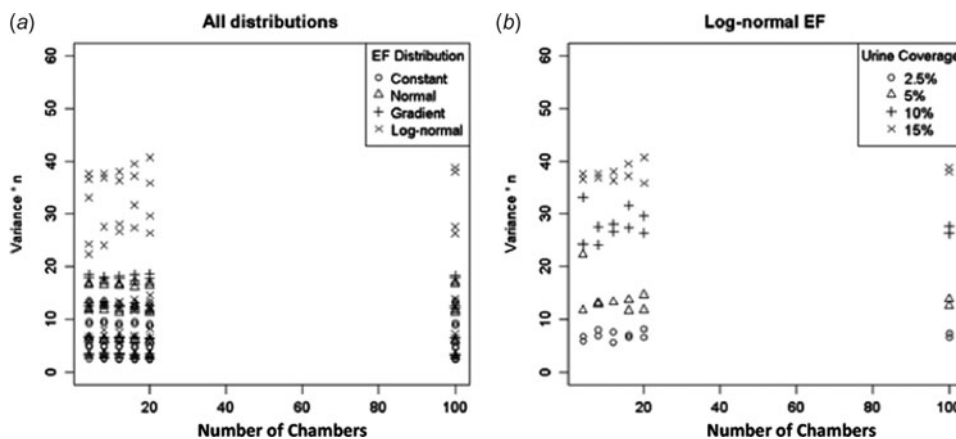 (a)
All distributions
EF Distribution
Constant
Normal
Gradient
Log-normal
60
50
40
30
20
10
0
Variance * n
20
40
60
80
100
Number of Chambers
(b)
Log-normal EF
Urine Coverage
2.5%
5%
10%
15%
60
50
40
30
20
10
0
Variance * n
20
40
60
80
100
Number of Chambers